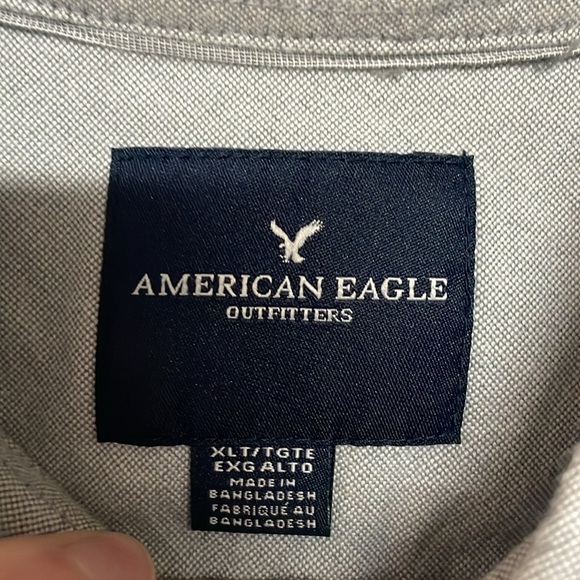 AMERICAN EAGLE
OUTFITTERS
XLT/TGTE
EXG ALTO
MADE IN
BANGLADESH
FABRIQUÉ AU
BANGLADESH